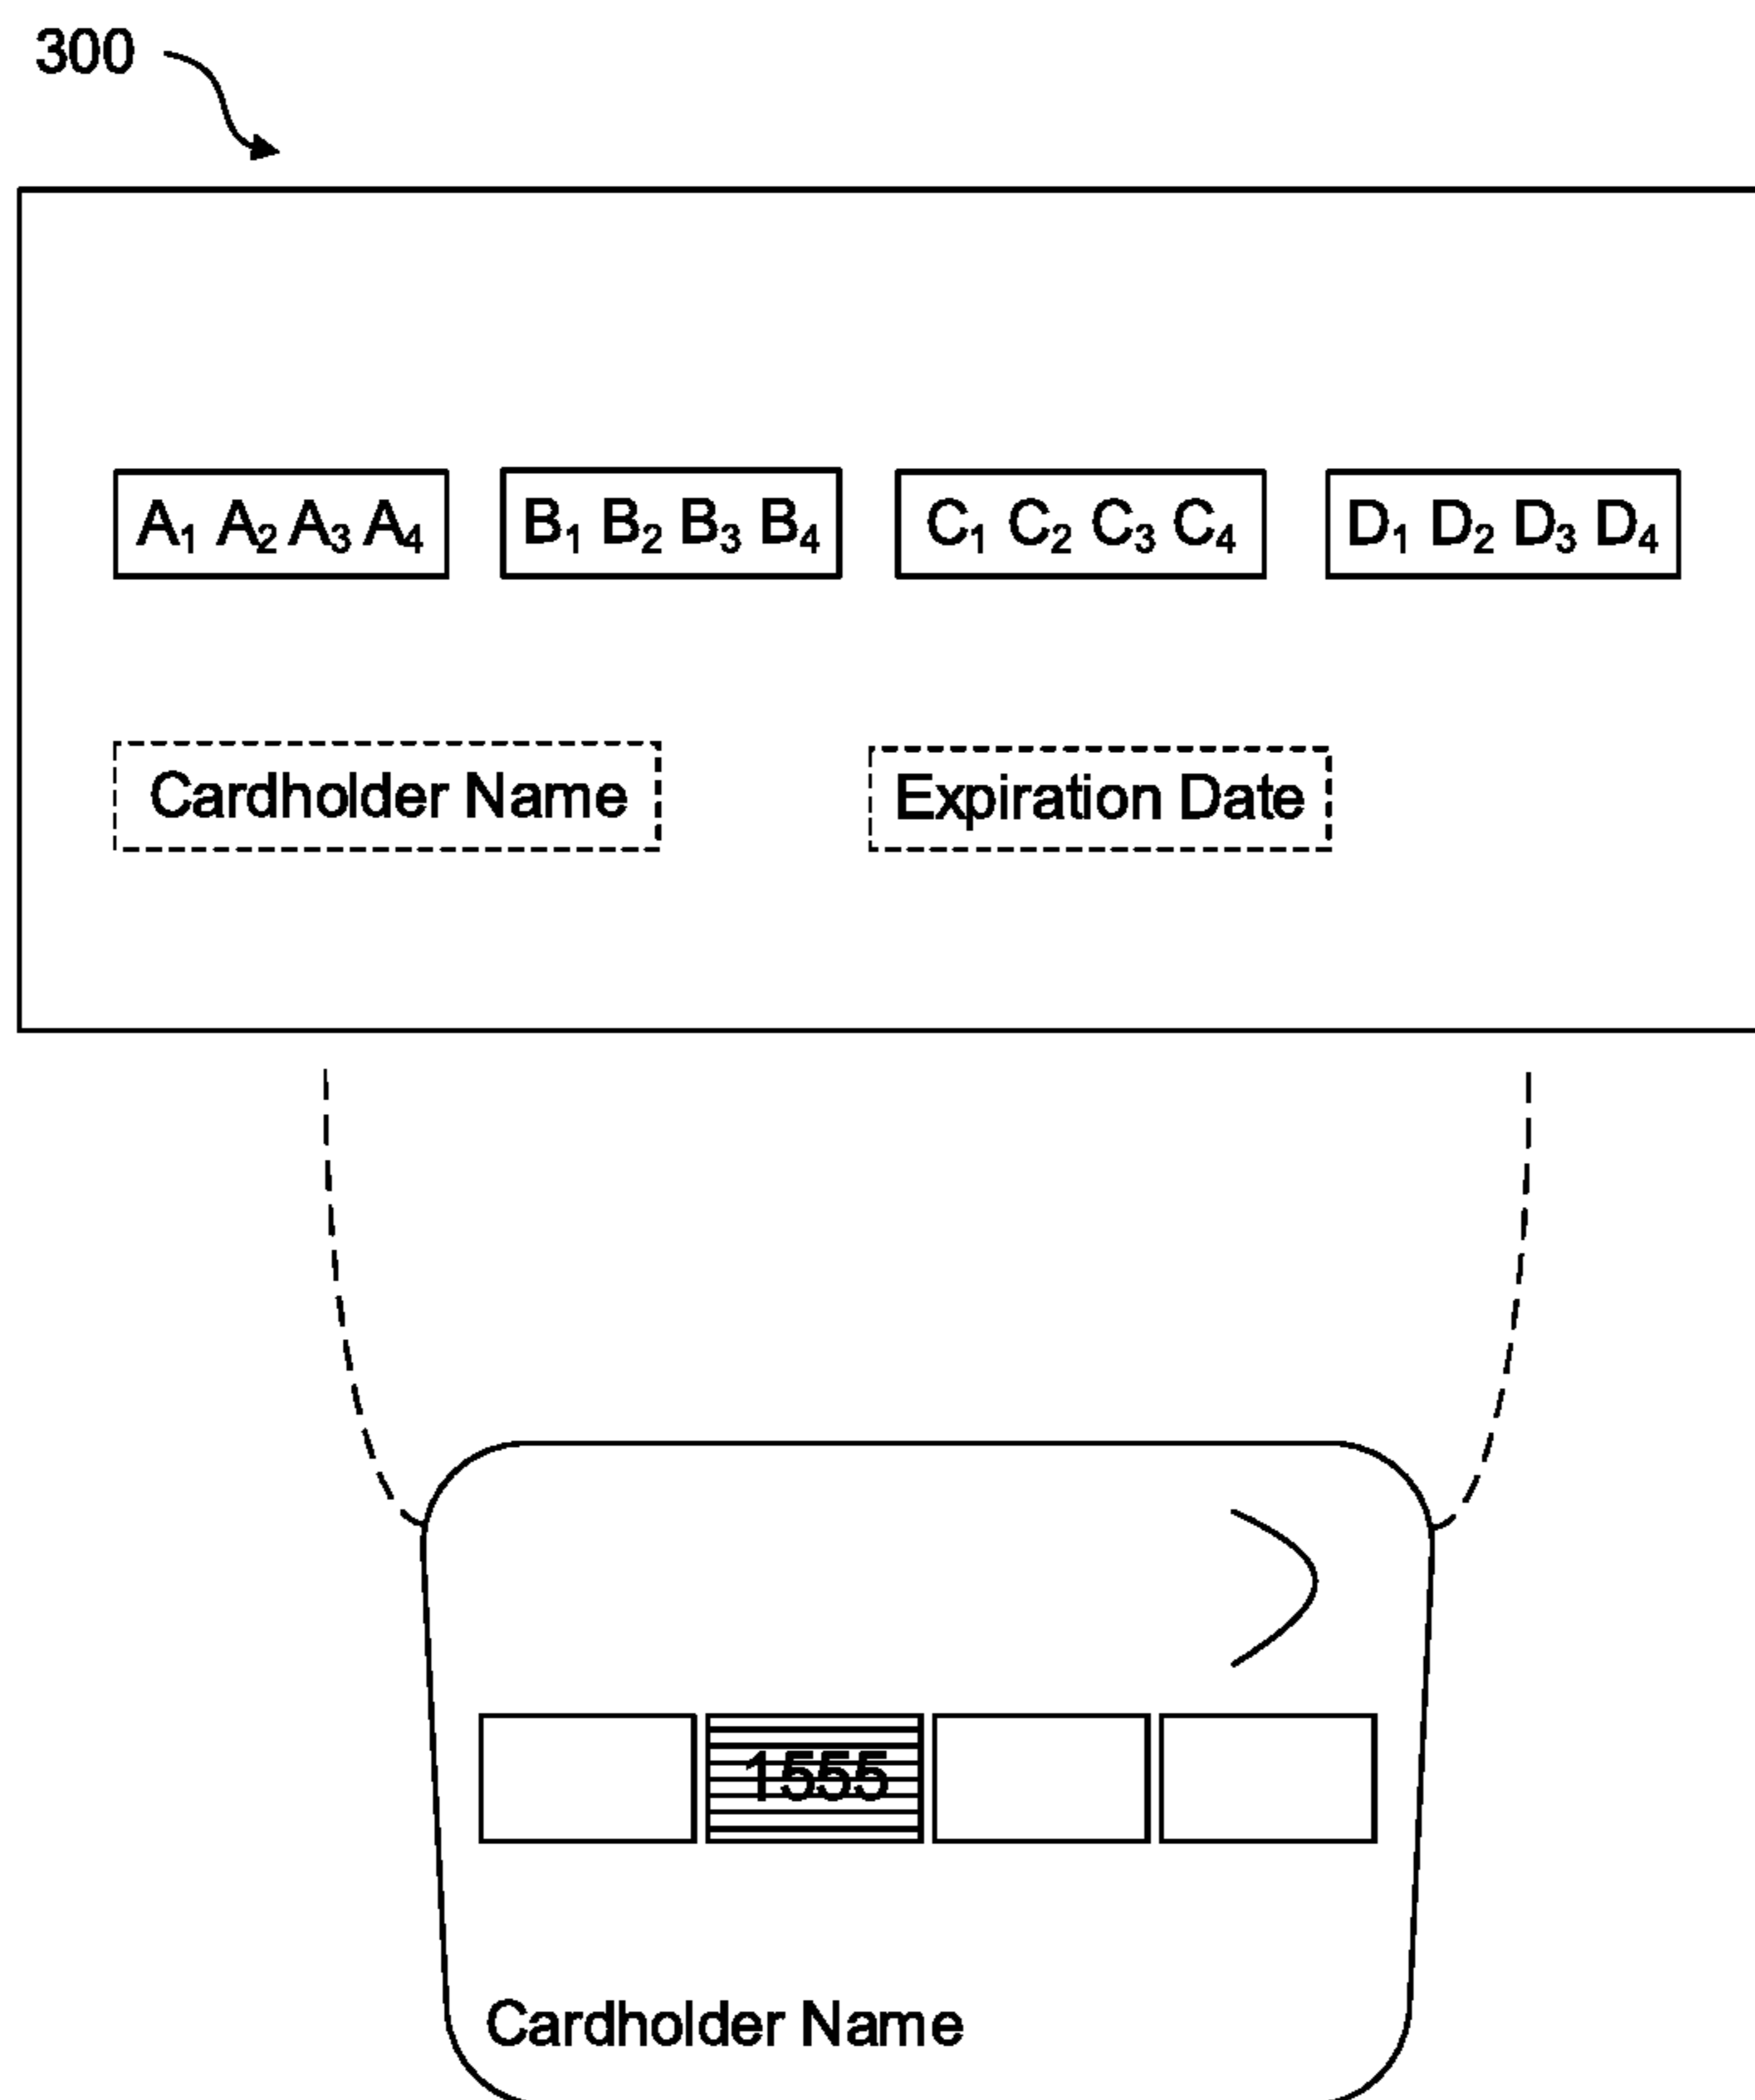 300
A₁ A₂ A₃ A₄ B₁ B₂ B₃ B₄ C₁ C₂ C₃ C₄ D₁ D₂ D₃ D₄
Cardholder Name Expiration Date
1555
Cardholder Name